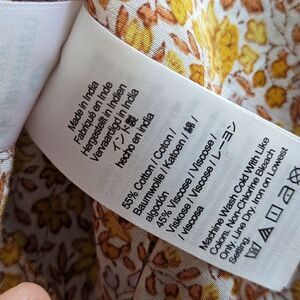 Made in India
Fabriqué en Inde
Hergestellt in Indien
Vervaardigd in India
インド製
hecho en India
55% Cotton / Coton /
Baumwolle / Katoen / 綿 /
algodón
45% Viscose / Viscose /
Viskose / Viscose / レーヨン
/ viscosa
Machine Wash Cold With Like
Colors. Non-Chlorine Bleach
Only. Line Dry. Iron on Lowest
Setting.